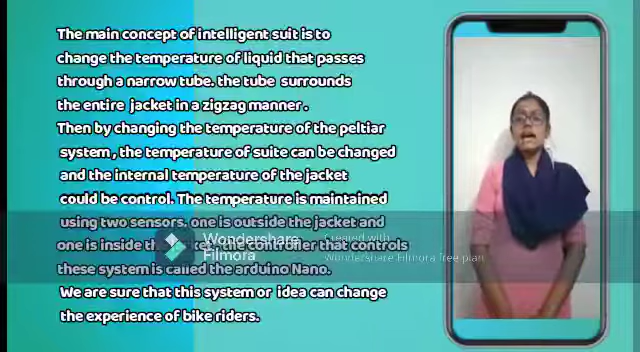 The main concept of intelligent suit is to
change the temperature of liquid that passes
through a narrow tube. the tube surrounds
the entire jacket in a zigzag manner.
Then by changing the temperature of the peltiar
system, the temperature of suite can be changed
and the internal temperature of the jacket
could be control. The temperature is maintained
using two sensors. one is outside the jacket and
one is inside the the controller that controls
these system is called the arduino Nano.
We are sure that this system or idea can change
the experience of bike riders.
Wondershare
Filmora
Created with
Wondershare Filmora free plan